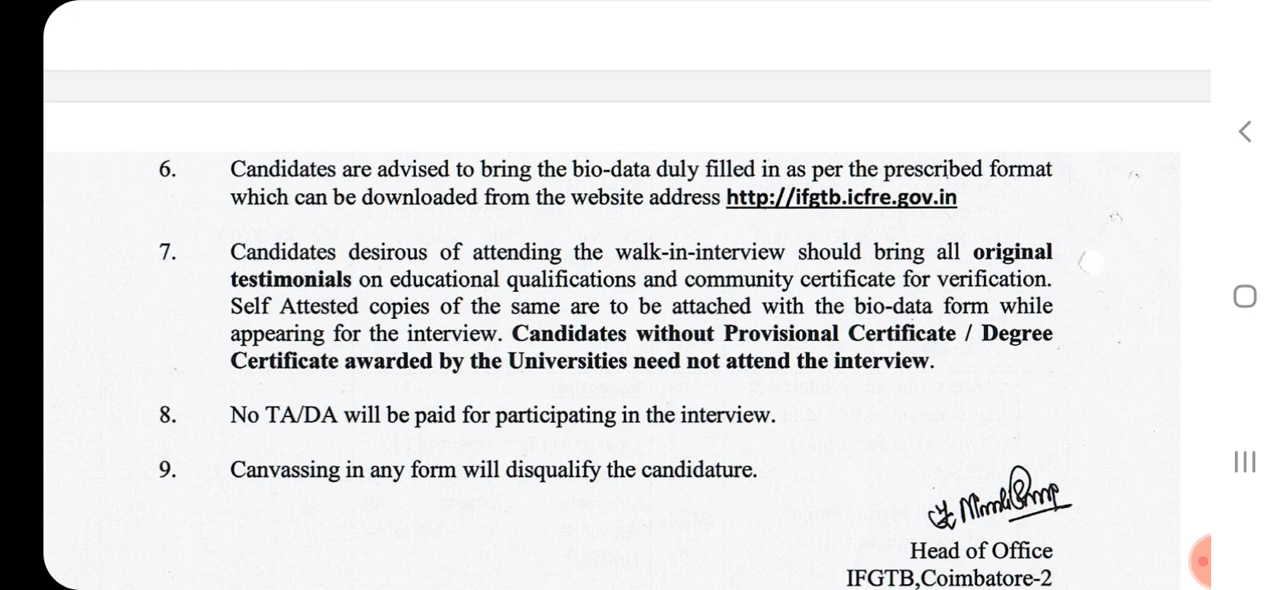 6. Candidates are advised to bring the bio-data duly filled in as per the prescribed format
which can be downloaded from the website address http://ifgtb.icfre.gov.in
7. Candidates desirous of attending the walk-in-interview should bring all original
testimonials on educational qualifications and community certificate for verification.
Self Attested copies of the same are to be attached with the bio-data form while
appearing for the interview. Candidates without Provisional Certificate / Degree
Certificate awarded by the Universities need not attend the interview.
8. No TA/DA will be paid for participating in the interview.
9. Canvassing in any form will disqualify the candidature.
Head of Office
IFGTB,Coimbatore-2